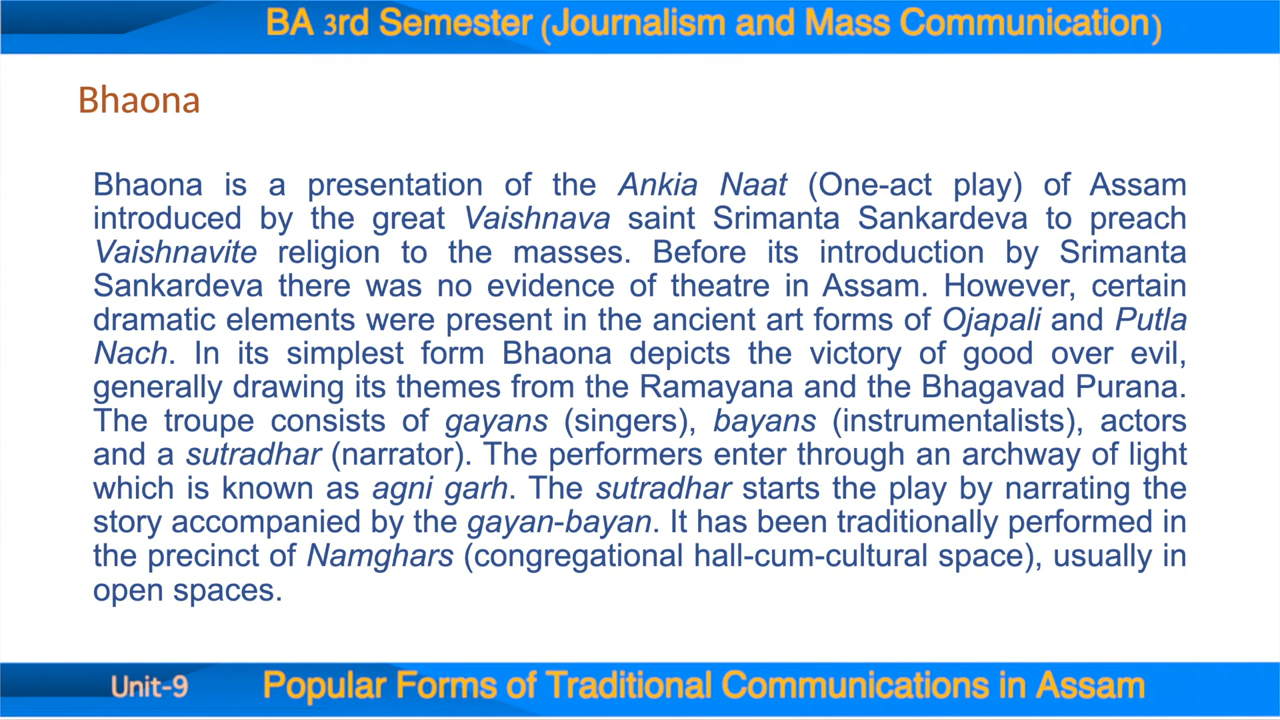 BA 3rd Semester (Journalism and Mass Communication)
Bhaona
Bhaona is a presentation of the Ankia Naat (One-act play) of Assam
introduced by the great Vaishnava saint Srimanta Sankardeva to preach
Vaishnavite religion to the masses. Before its introduction by Srimanta
Sankardeva there was no evidence of theatre in Assam. However, certain
dramatic elements were present in the ancient art forms of Ojapali and Putla
Nach. In its simplest form Bhaona depicts the victory of good over evil,
generally drawing its themes from the Ramayana and the Bhagavad Purana.
The troupe consists of gayans (singers), bayans (instrumentalists), actors
and a sutradhar (narrator). The performers enter through an archway of light
which is known as agni garh. The sutradhar starts the play by narrating the
story accompanied by the gayan-bayan. It has been traditionally performed in
the precinct of Namghars (congregational hall-cum-cultural space), usually in
open spaces.
Unit-9 Popular Forms of Traditional Communications in Assam